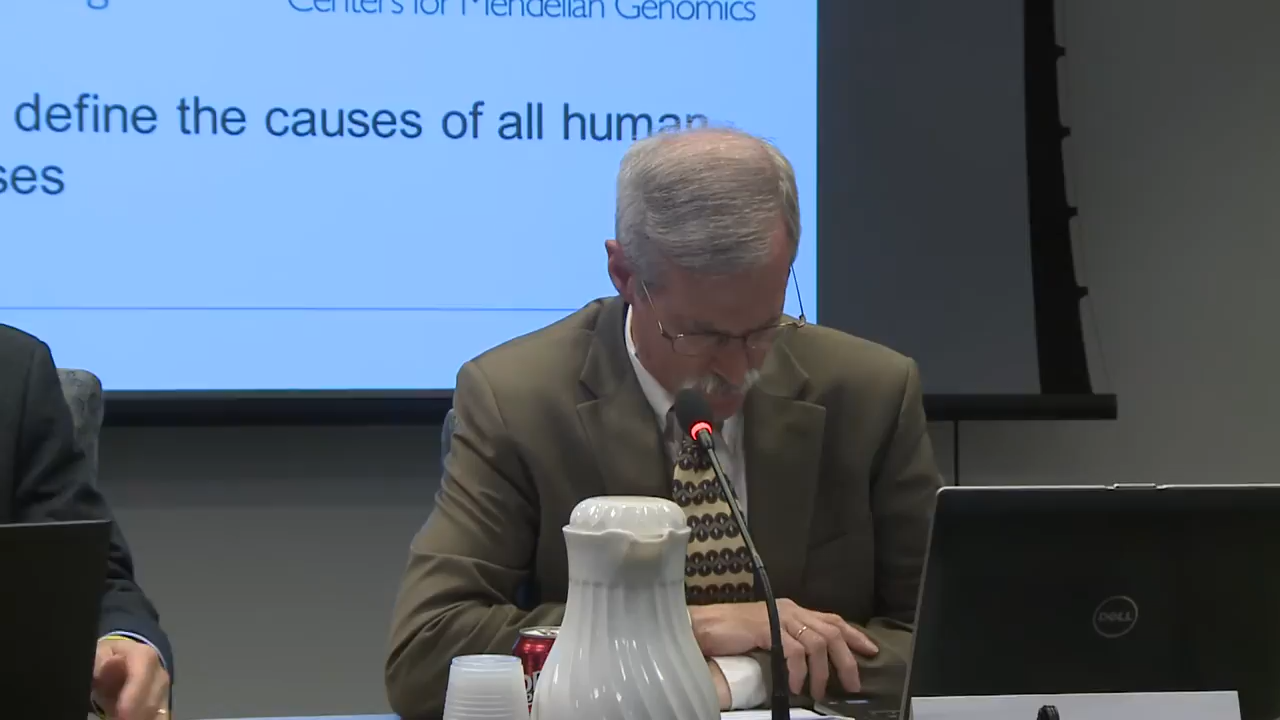 Centers for Mendelian Genomics
define the causes of all human
ses
DELL